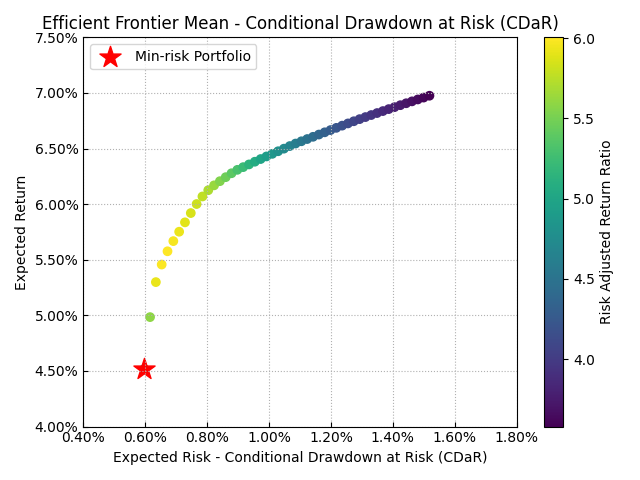 Efficient Frontier Mean - Conditional Drawdown at Risk (CDaR)
Min-risk Portfolio
7.50%
7.00%
6.50%
6.00%
5.50%
5.00%
4.50%
4.00%
Expected Return
0.40% 0.60% 0.80% 1.00% 1.20% 1.40% 1.60% 1.80%
Expected Risk - Conditional Drawdown at Risk (CDaR)
6.0
5.5
5.0
4.5
4.0
Risk Adjusted Return Ratio